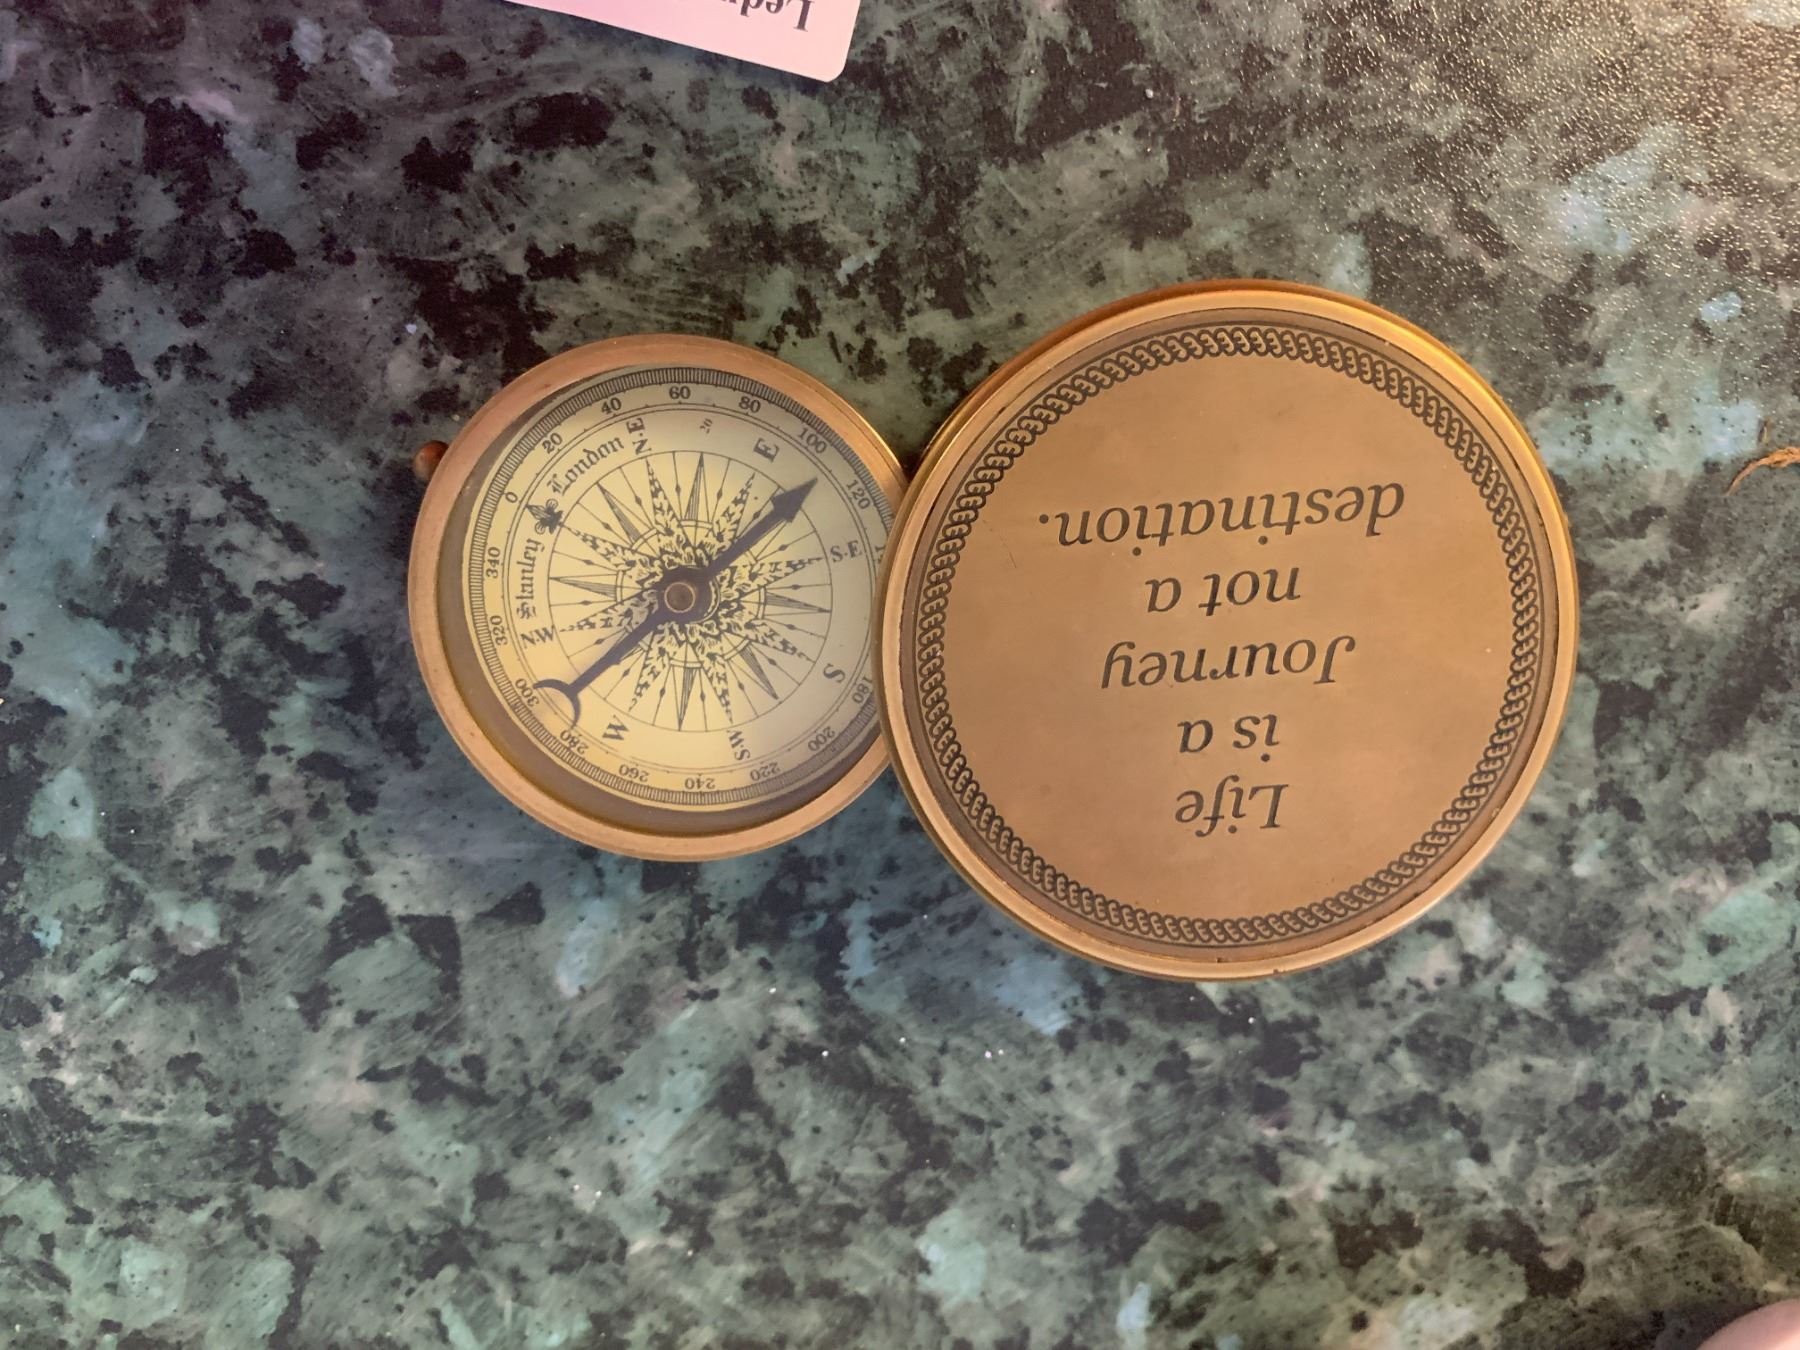 Life
is a
Journey
not a
destination.
Stanley London
0
20
40
60
80
100
120
180
200
220
240
260
280
300
320
340
N·E
E
S·E
S
S·W
W
N·W